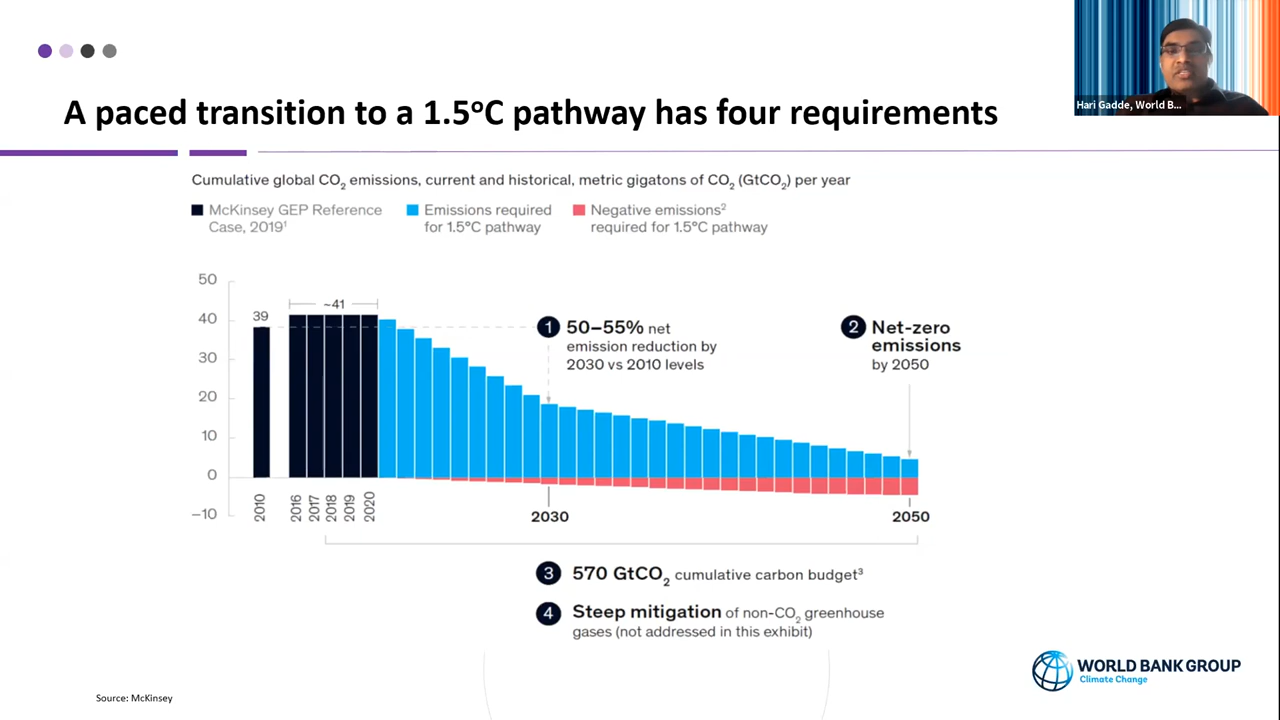 Hari Gadde, World B...
A paced transition to a 1.5ºC pathway has four requirements
Cumulative global CO₂ emissions, current and historical, metric gigatons of CO₂ (GtCO₂) per year
McKinsey GEP Reference
Case, 2019¹
Emissions required
for 1.5°C pathway
Negative emissions²
required for 1.5°C pathway
50
40
30
20
10
0
–10
39
~41
1
50–55% net
emission reduction by
2030 vs 2010 levels
2
Net-zero
emissions
by 2050
2010
2016
2017
2018
2019
2020
2030
2050
3 570 GtCO₂ cumulative carbon budget³
4 Steep mitigation of non-CO₂ greenhouse
gases (not addressed in this exhibit)
WORLD BANK GROUP
Climate Change
Source: McKinsey